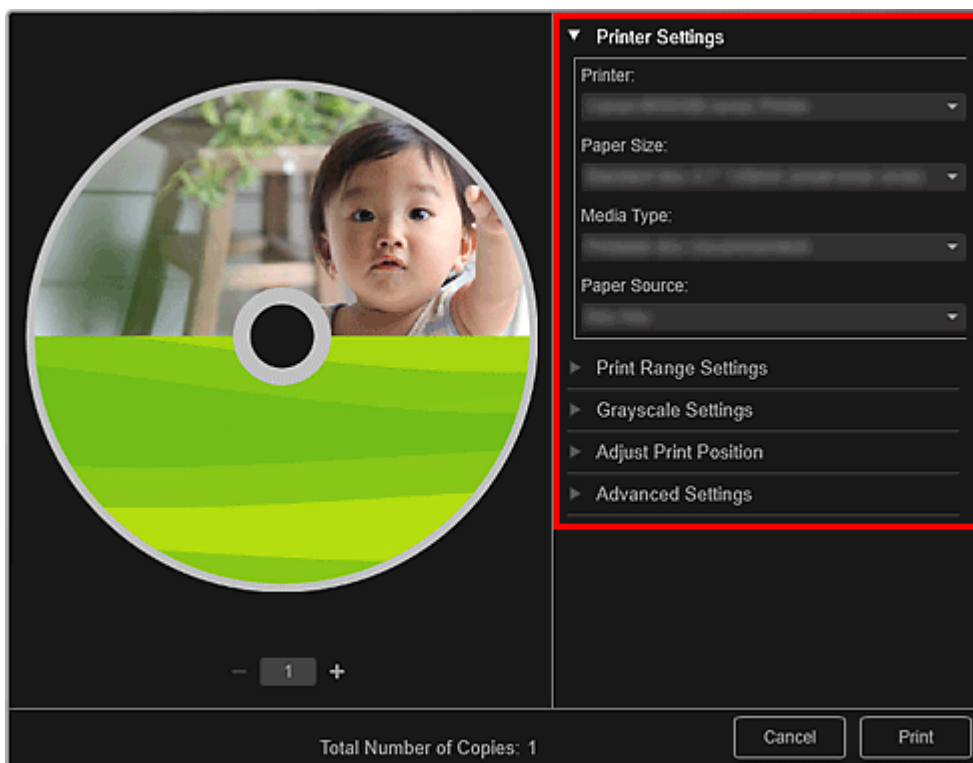 Printer Settings
Printer:
Paper Size:
Media Type:
Paper Source:
Print Range Settings
Grayscale Settings
Adjust Print Position
Advanced Settings
− 1 +
Total Number of Copies: 1
Cancel
Print